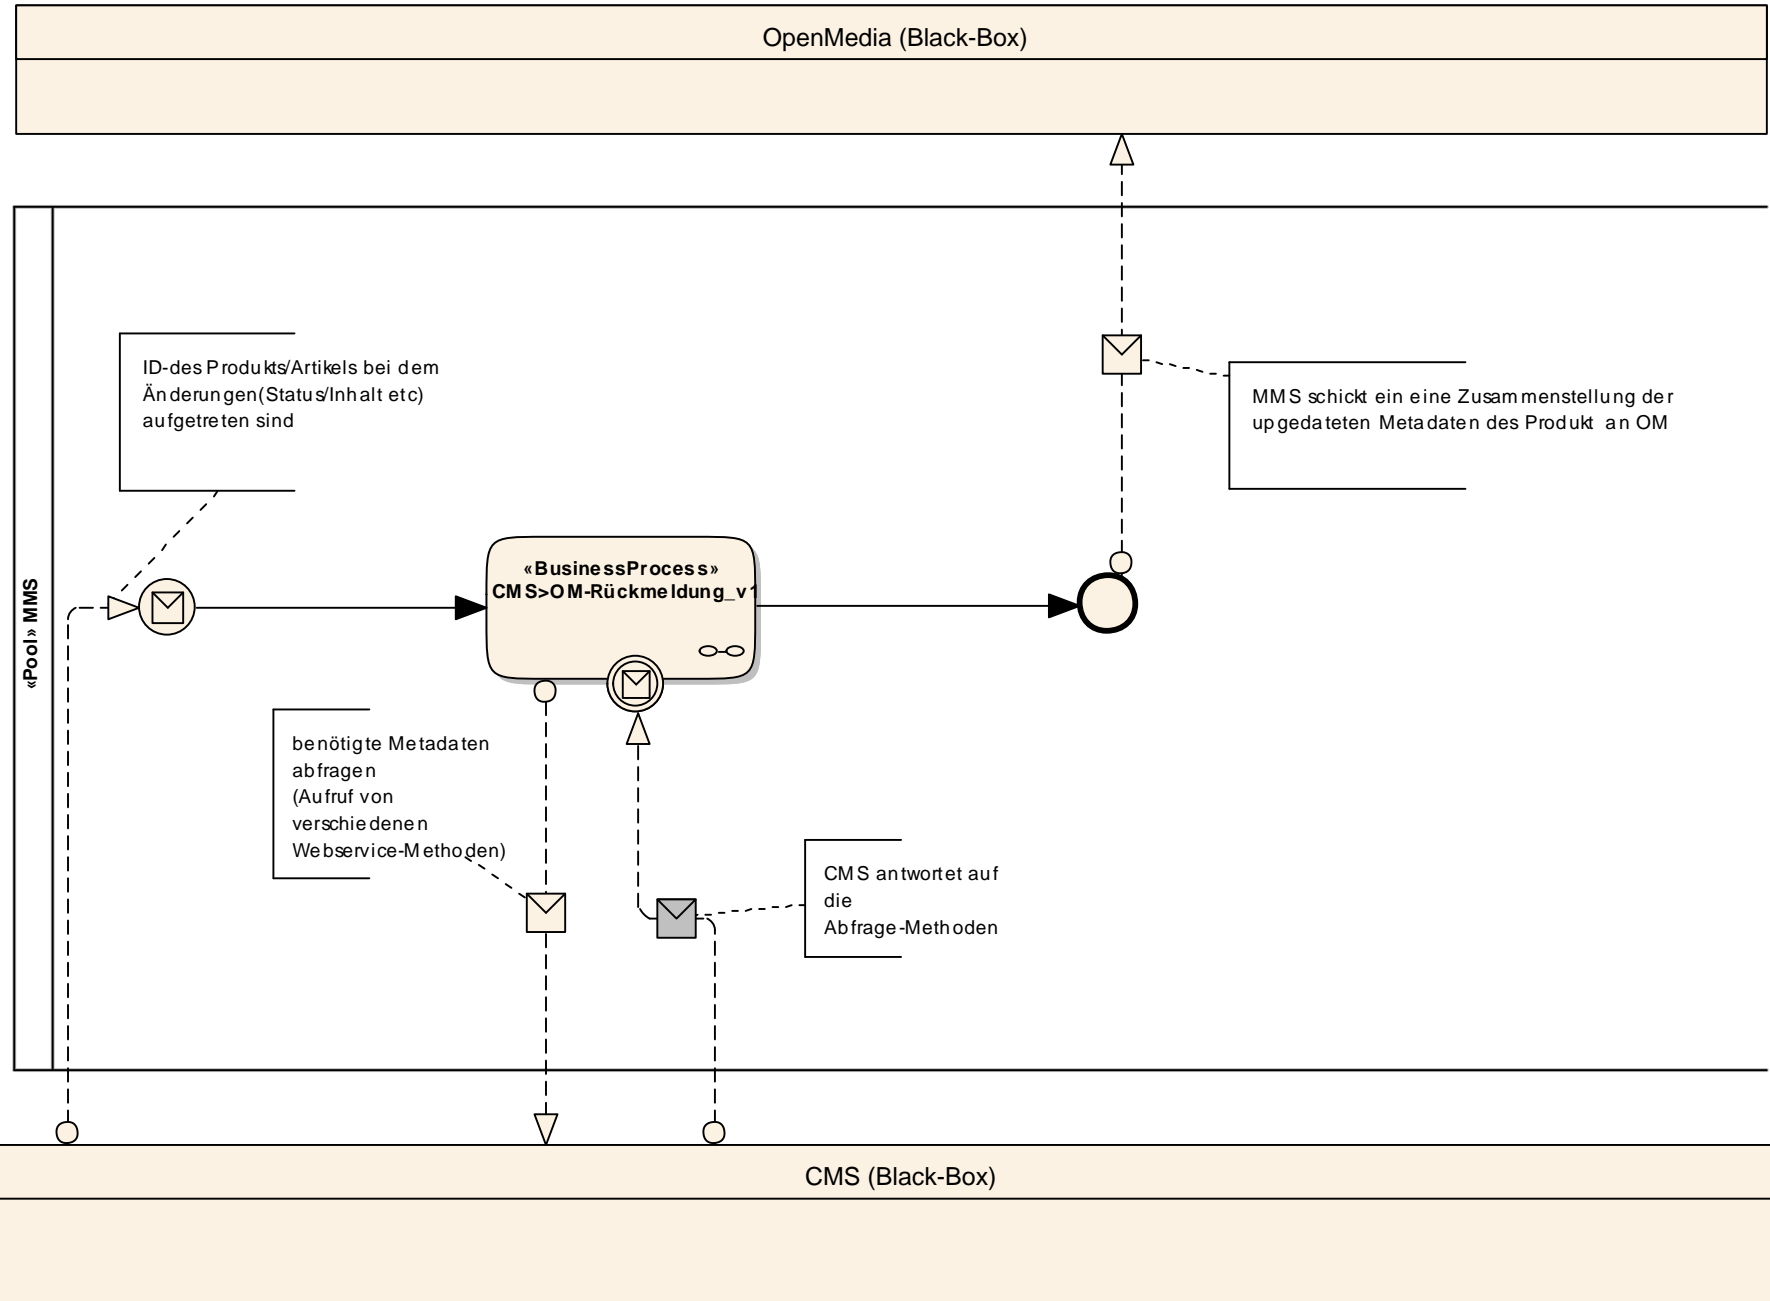 OpenMedia (Black-Box)
«Pool» MMS
ID-des Produkts/Artikels bei dem
Änderungen(Status/Inhalt etc)
aufgetreten sind
MMS schickt ein eine Zusammenstellung der
upgedateten Metadaten des Produkt an OM
«BusinessProcess»
CMS>OM-Rückmeldung_v1
benötigte Metadaten
abfragen
(Aufruf von
verschiedenen
Webservice-Methoden)
CMS antwortet auf
die
Abfrage-Methoden
CMS (Black-Box)